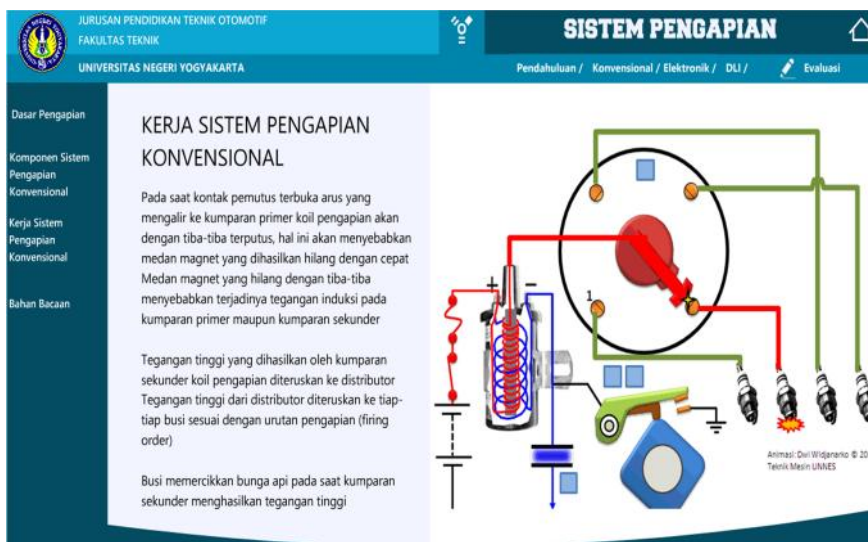 JURUSAN PENDIDIKAN TEKNIK OTOMOTIF
FAKULTAS TEKNIK
UNIVERSITAS NEGERI YOGYAKARTA
SISTEM PENGAPIAN
Pendahuluan / Konvensional / Elektronik / DLI / Evaluasi
Dasar Pengapian
Komponen Sistem
Pengapian
Konvensional
Kerja Sistem
Pengapian
Konvensional
Bahan Bacaan
KERJA SISTEM PENGAPIAN
KONVENSIONAL
Pada saat kontak pemutus terbuka arus yang
mengalir ke kumparan primer koil pengapian akan
dengan tiba-tiba terputus, hal ini akan menyebabkan
medan magnet yang dihasilkan hilang dengan cepat
Medan magnet yang hilang dengan tiba-tiba
menyebabkan terjadinya tegangan induksi pada
kumparan primer maupun kumparan sekunder
Tegangan tinggi yang dihasilkan oleh kumparan
sekunder koil pengapian diteruskan ke distributor
Tegangan tinggi dari distributor diteruskan ke tiap-
tiap busi sesuai dengan urutan pengapian (firing
order)
Busi memercikkan bunga api pada saat kumparan
sekunder menghasilkan tegangan tinggi
1
+ −
Animasi: Dwi Widjanarko © 20
Teknik Mesin UNNES